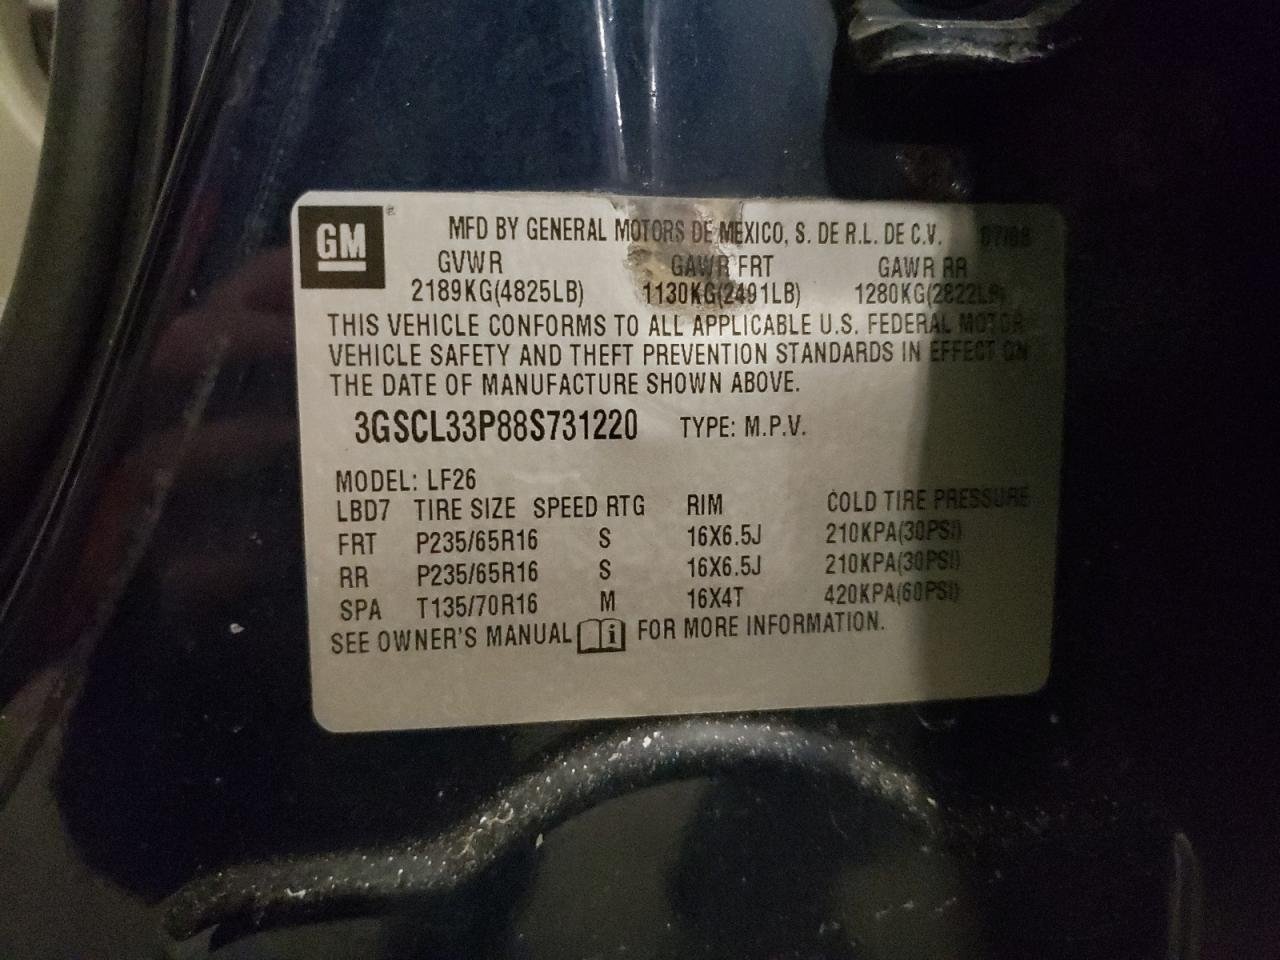 GM ®
MFD BY GENERAL MOTORS DE MEXICO, S. DE R.L. DE C.V. 07/08
GVWR GAWR FRT GAWR RR
2189KG(4825LB) 1130KG(2491LB) 1280KG(2822LB)
THIS VEHICLE CONFORMS TO ALL APPLICABLE U.S. FEDERAL MOTOR
VEHICLE SAFETY AND THEFT PREVENTION STANDARDS IN EFFECT ON
THE DATE OF MANUFACTURE SHOWN ABOVE.
3GSCL33P88S731220 TYPE: M.P.V.
MODEL: LF26
LBD7 TIRE SIZE SPEED RTG RIM COLD TIRE PRESSURE
FRT P235/65R16 S 16X6.5J 210KPA(30PSI)
RR P235/65R16 S 16X6.5J 210KPA(30PSI)
SPA T135/70R16 M 16X4T 420KPA(60PSI)
SEE OWNER'S MANUAL i FOR MORE INFORMATION.